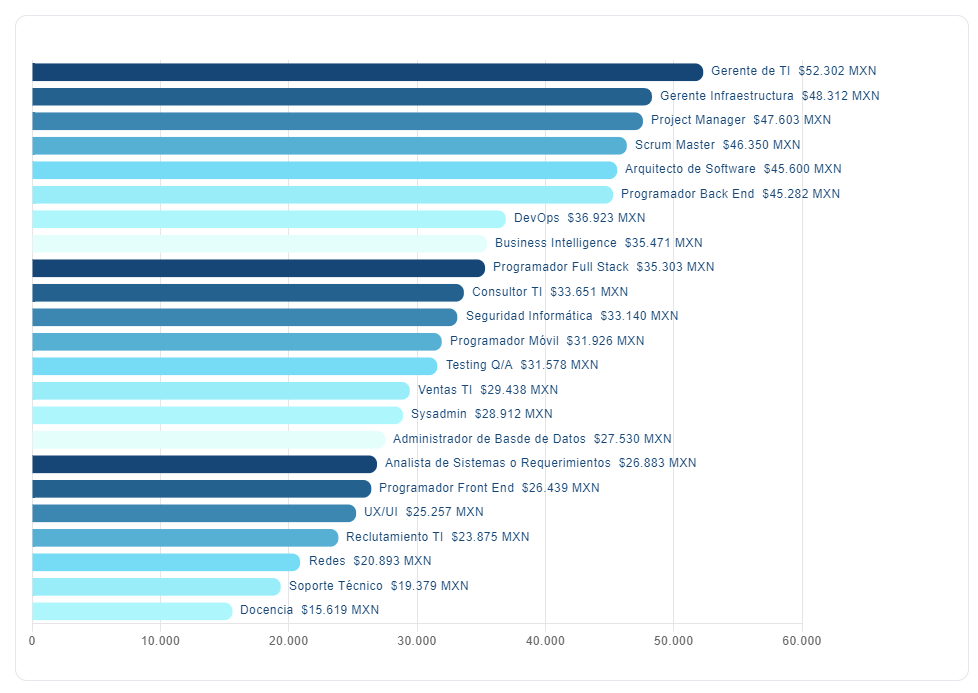 Gerente de TI $52.302 MXN
Gerente Infraestructura $48.312 MXN
Project Manager $47.603 MXN
Scrum Master $46.350 MXN
Arquitecto de Software $45.600 MXN
Programador Back End $45.282 MXN
DevOps $36.923 MXN
Business Intelligence $35.471 MXN
Programador Full Stack $35.303 MXN
Consultor TI $33.651 MXN
Seguridad Informática $33.140 MXN
Programador Móvil $31.926 MXN
Testing Q/A $31.578 MXN
Ventas TI $29.438 MXN
Sysadmin $28.912 MXN
Administrador de Basde de Datos $27.530 MXN
Analista de Sistemas o Requerimientos $26.883 MXN
Programador Front End $26.439 MXN
UX/UI $25.257 MXN
Reclutamiento TI $23.875 MXN
Redes $20.893 MXN
Soporte Técnico $19.379 MXN
Docencia $15.619 MXN
0 10.000 20.000 30.000 40.000 50.000 60.000